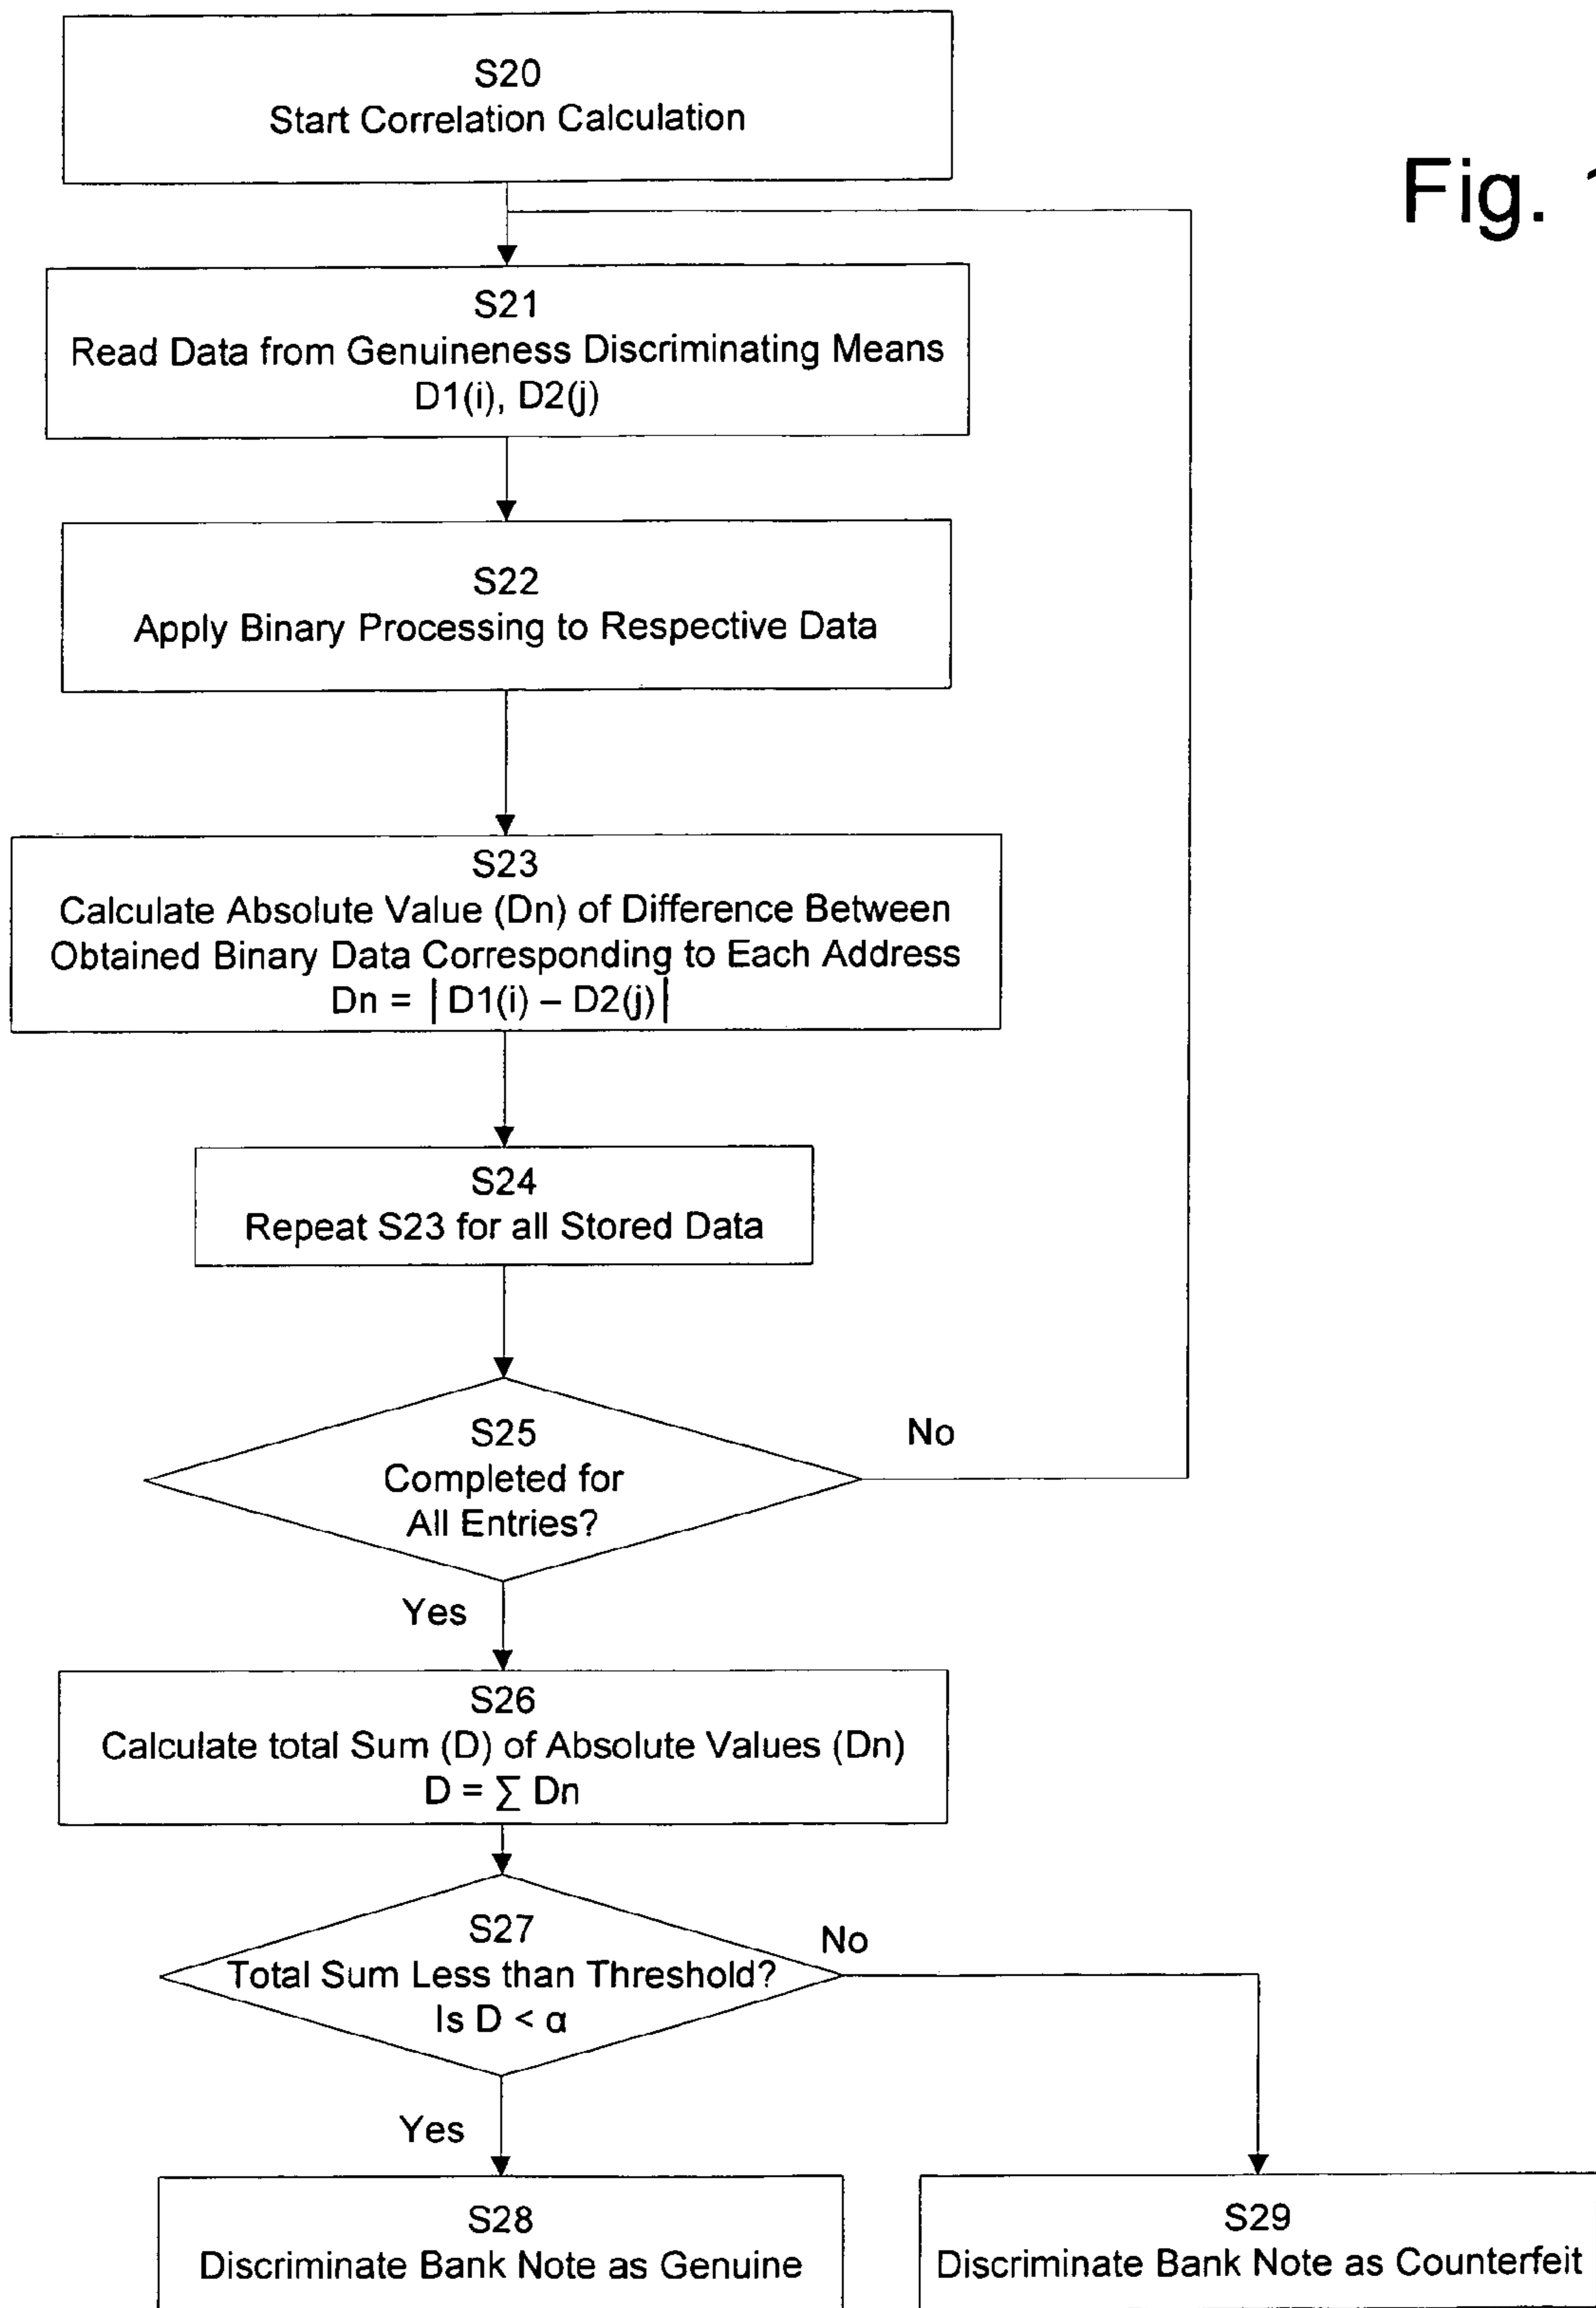 Fig. 1
S20
Start Correlation Calculation
S21
Read Data from Genuineness Discriminating Means
D1(i), D2(j)
S22
Apply Binary Processing to Respective Data
S23
Calculate Absolute Value (Dn) of Difference Between
Obtained Binary Data Corresponding to Each Address
Dn = | D1(i) – D2(j)|
S24
Repeat S23 for all Stored Data
S25
Completed for
All Entries?
No
Yes
S26
Calculate total Sum (D) of Absolute Values (Dn)
D = ∑ Dn
S27
Total Sum Less than Threshold?
Is D < α
No
Yes
S28
Discriminate Bank Note as Genuine
S29
Discriminate Bank Note as Counterfeit